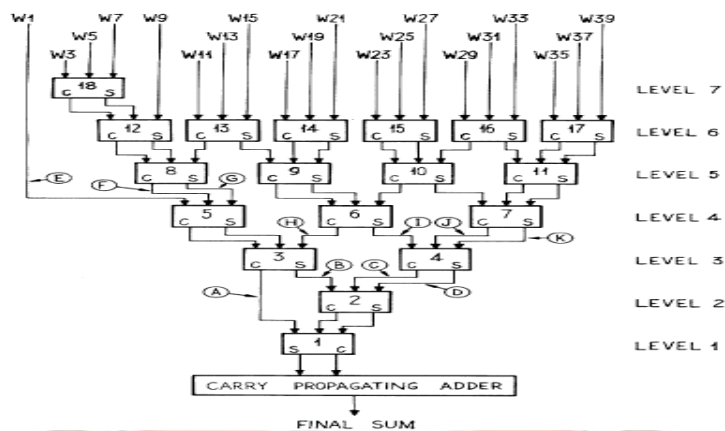 W1 W7 W9 W15 W21 W27 W33 W39
W5 W13 W19 W25 W31 W37
W3 W11 W17 W23 W29 W35
18 LEVEL 7
C S
12 13 14 15 16 17 LEVEL 6
C S C S C S C S C S C S
8 9 10 11 LEVEL 5
C S C S C S C S
E F G
5 6 7 LEVEL 4
C S C S C S
H I J K
3 4 LEVEL 3
C S C S
A B C D
2 LEVEL 2
C S
1 LEVEL 1
S C
CARRY PROPAGATING ADDER
FINAL SUM